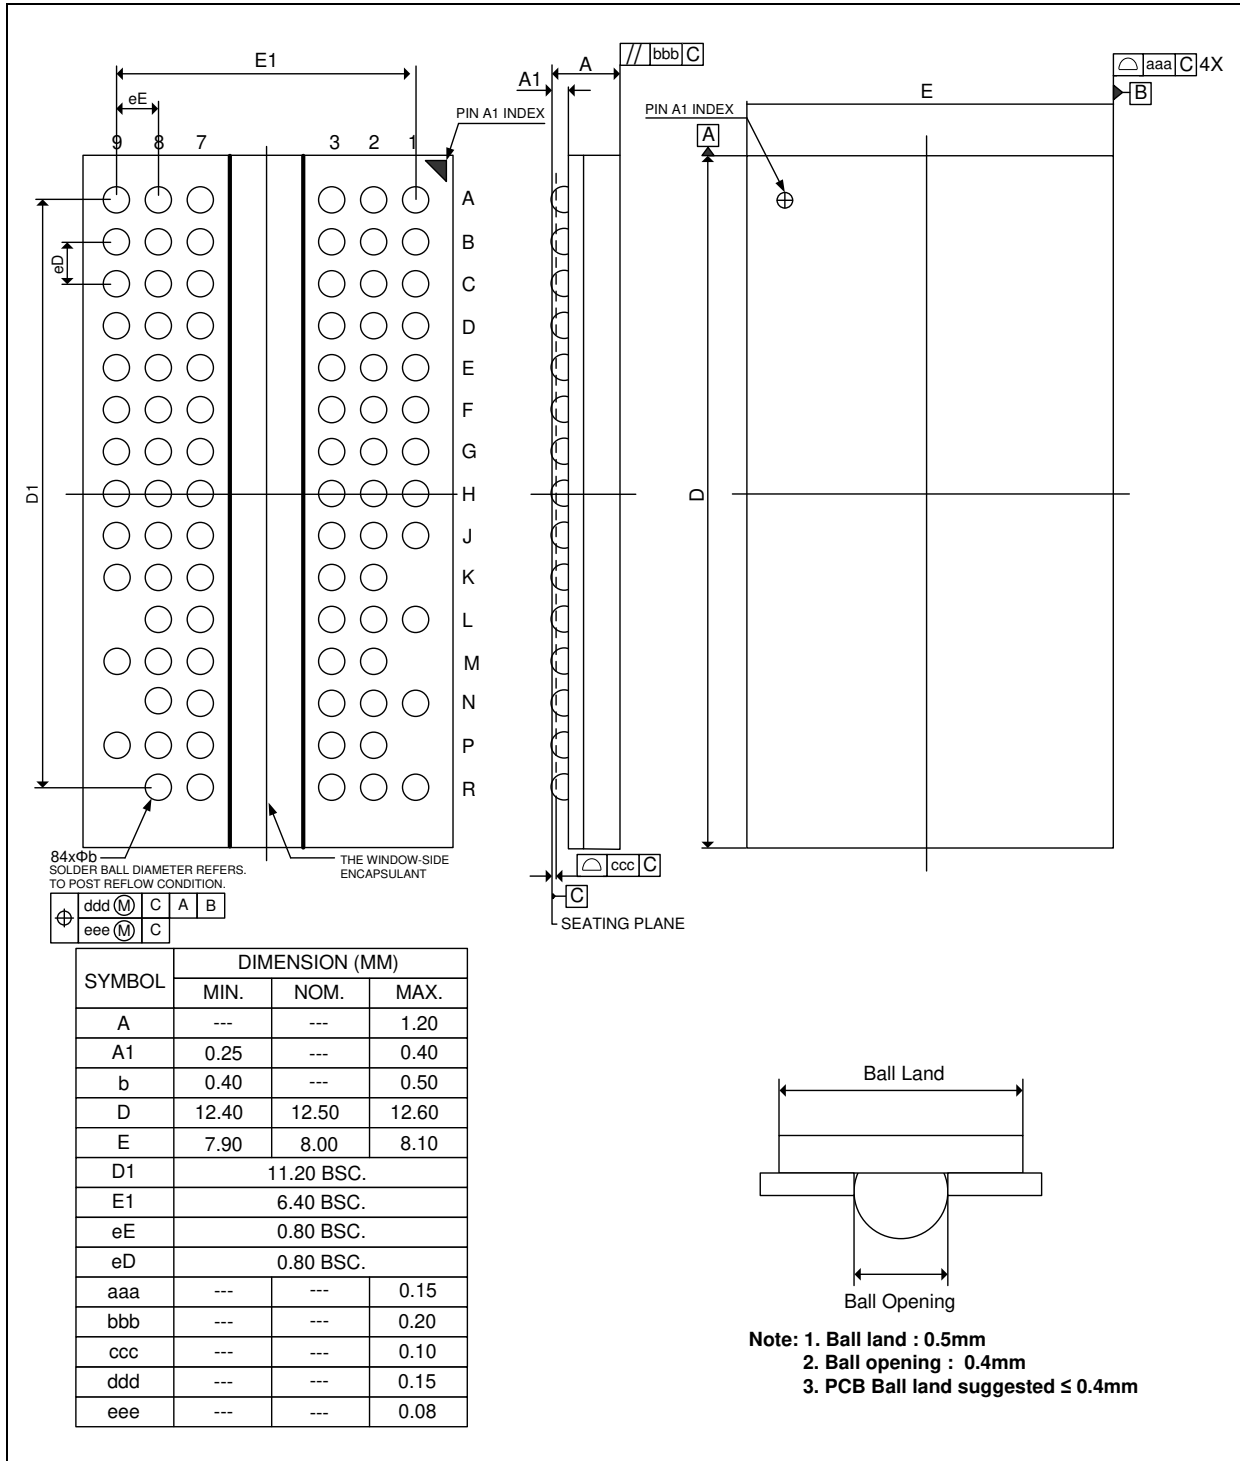 E1
A
// bbb C
aaa C 4X
A1
eE
E
B
PIN A1 INDEX
PIN A1 INDEX
A
9 8 7 3 2 1
A
B
eD
C
D
E
F
G
D1
H
D
J
K
L
M
N
P
R
84xΦb
SOLDER BALL DIAMETER REFERS.
TO POST REFLOW CONDITION.
THE WINDOW-SIDE
ENCAPSULANT
ccc C
C
SEATING PLANE
ddd M C A B
eee M C
SYMBOL DIMENSION (MM)
MIN. NOM. MAX.
A --- --- 1.20
A1 0.25 --- 0.40
b 0.40 --- 0.50
D 12.40 12.50 12.60
E 7.90 8.00 8.10
D1 11.20 BSC.
E1 6.40 BSC.
eE 0.80 BSC.
eD 0.80 BSC.
aaa --- --- 0.15
bbb --- --- 0.20
ccc --- --- 0.10
ddd --- --- 0.15
eee --- --- 0.08
Ball Land
Ball Opening
Note: 1. Ball land : 0.5mm
2. Ball opening : 0.4mm
3. PCB Ball land suggested ≤ 0.4mm